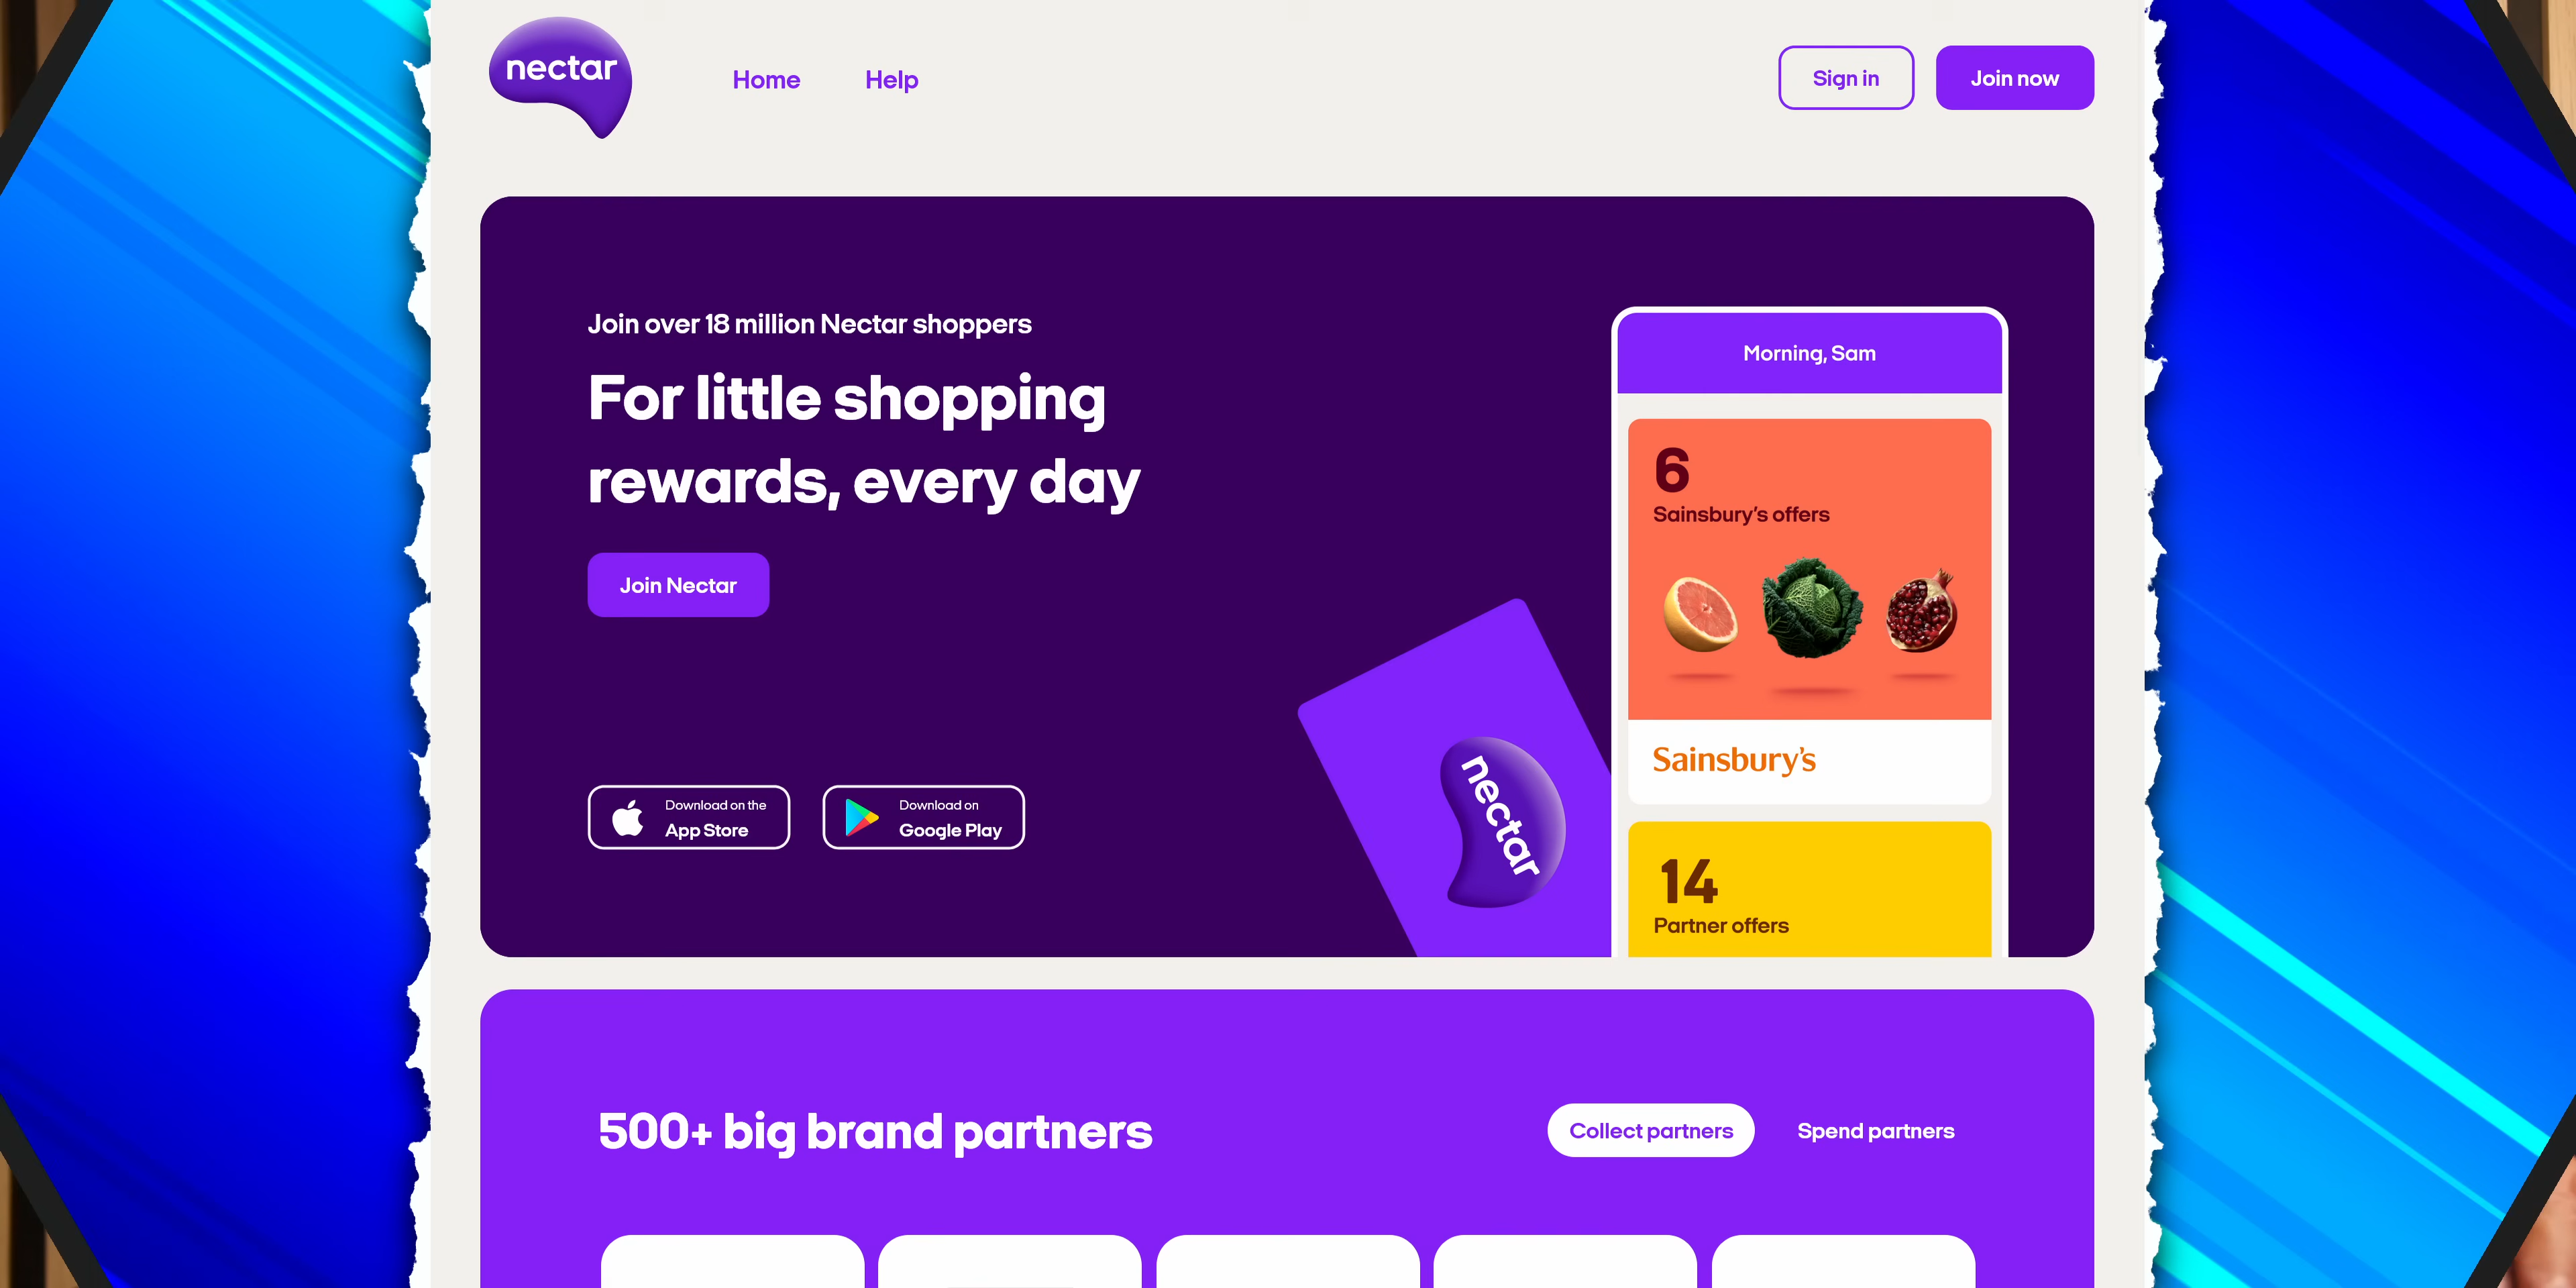 nectar
Home
Help
Sign in
Join now
Join over 18 million Nectar shoppers
For little shopping
rewards, every day
Join Nectar
Download on the
App Store
Download on
Google Play
nectar
Morning, Sam
6
Sainsbury's offers
Sainsbury's
14
Partner offers
500+ big brand partners
Collect partners
Spend partners